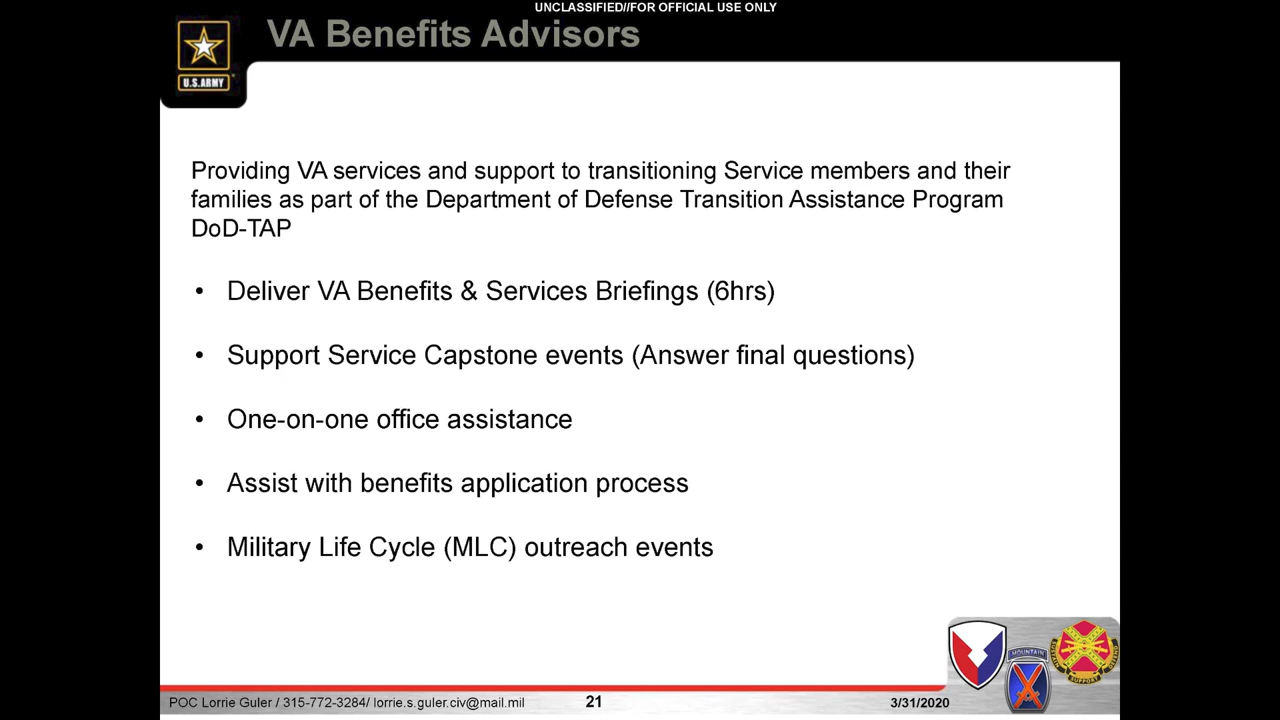 UNCLASSIFIED//FOR OFFICIAL USE ONLY
VA Benefits Advisors
U.S.ARMY
Providing VA services and support to transitioning Service members and their
families as part of the Department of Defense Transition Assistance Program
DoD-TAP
• Deliver VA Benefits & Services Briefings (6hrs)
• Support Service Capstone events (Answer final questions)
• One-on-one office assistance
• Assist with benefits application process
• Military Life Cycle (MLC) outreach events
MOUNTAIN
SUSTAIN SUPPORT DEFEND
POC Lorrie Guler / 315-772-3284/ lorrie.s.guler.civ@mail.mil
21
3/31/2020